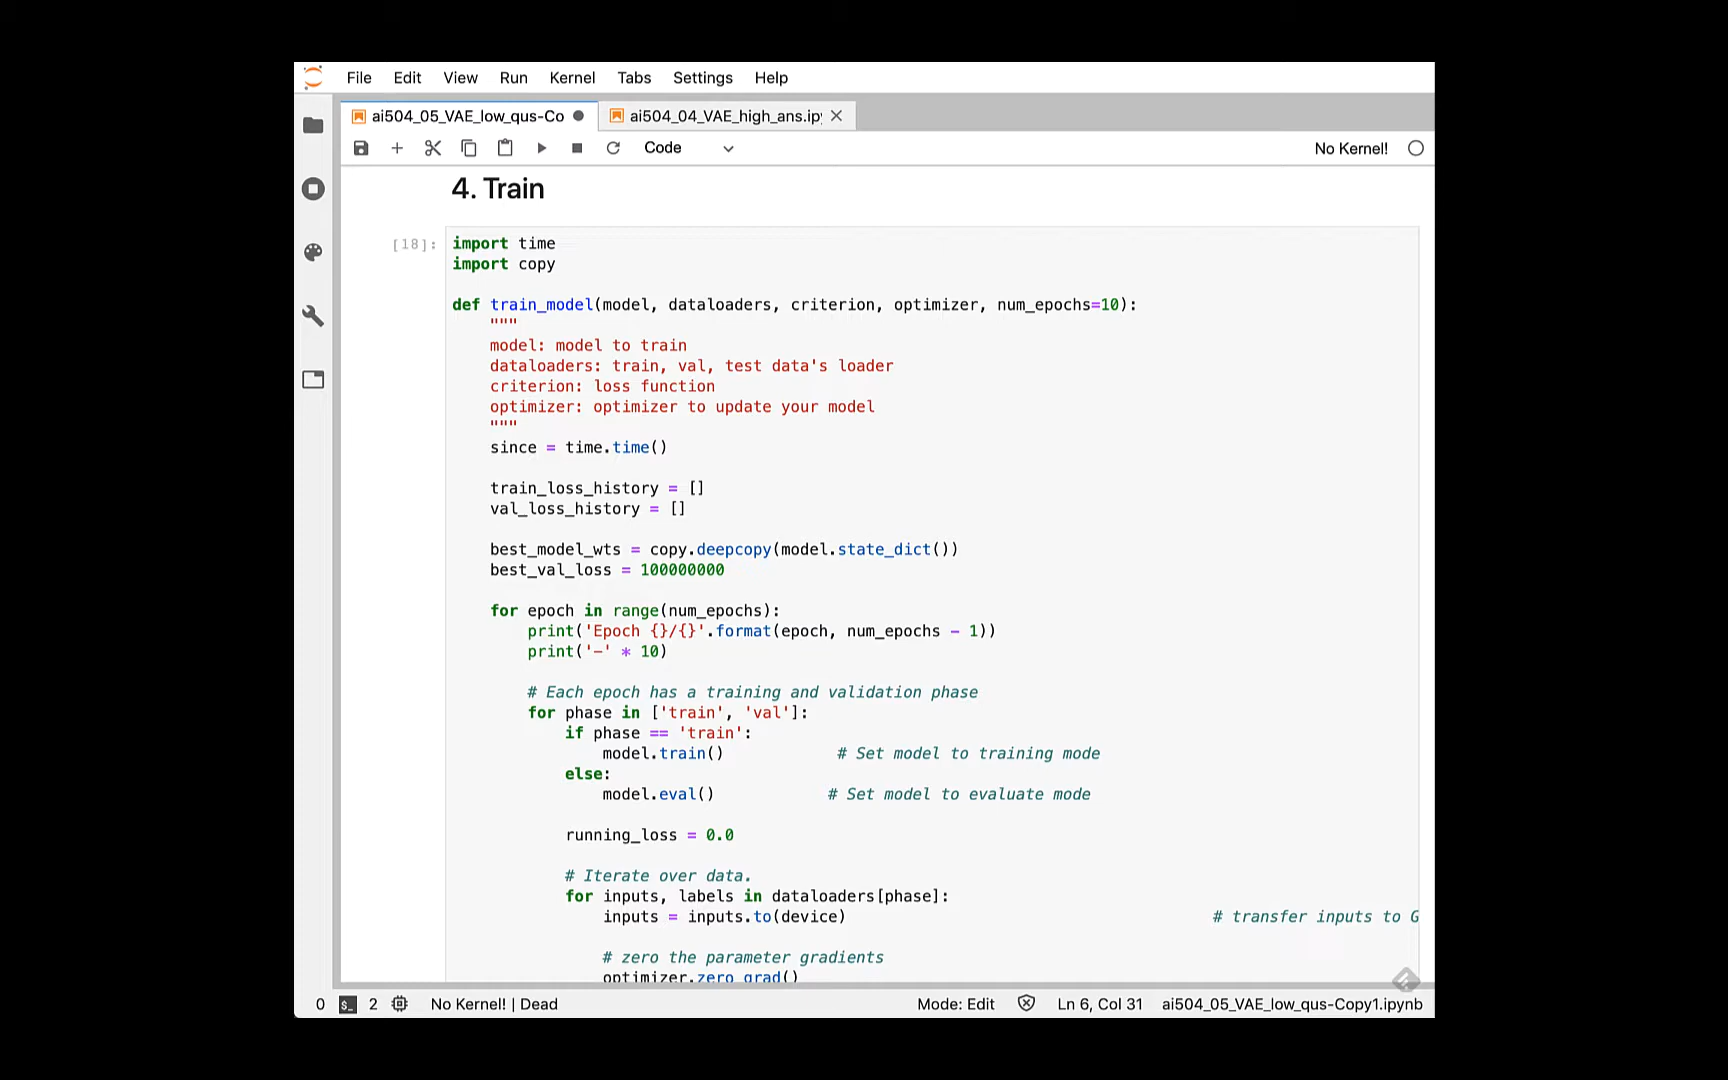 File Edit View Run Kernel Tabs Settings Help
ai504_05_VAE_low_qus-Co ai504_04_VAE_high_ans.ipy
Code No Kernel!
4. Train
[18]: import time
import copy
def train_model(model, dataloaders, criterion, optimizer, num_epochs=10):
"""
model: model to train
dataloaders: train, val, test data's loader
criterion: loss function
optimizer: optimizer to update your model
"""
since = time.time()
train_loss_history = []
val_loss_history = []
best_model_wts = copy.deepcopy(model.state_dict())
best_val_loss = 100000000
for epoch in range(num_epochs):
print('Epoch {}/{}'.format(epoch, num_epochs - 1))
print('-' * 10)
# Each epoch has a training and validation phase
for phase in ['train', 'val']:
if phase == 'train':
model.train() # Set model to training mode
else:
model.eval() # Set model to evaluate mode
running_loss = 0.0
# Iterate over data.
for inputs, labels in dataloaders[phase]:
inputs = inputs.to(device) # transfer inputs to G
# zero the parameter gradients
optimizer.zero_grad()
0 $_ 2 No Kernel! | Dead Mode: Edit Ln 6, Col 31 ai504_05_VAE_low_qus-Copy1.ipynb